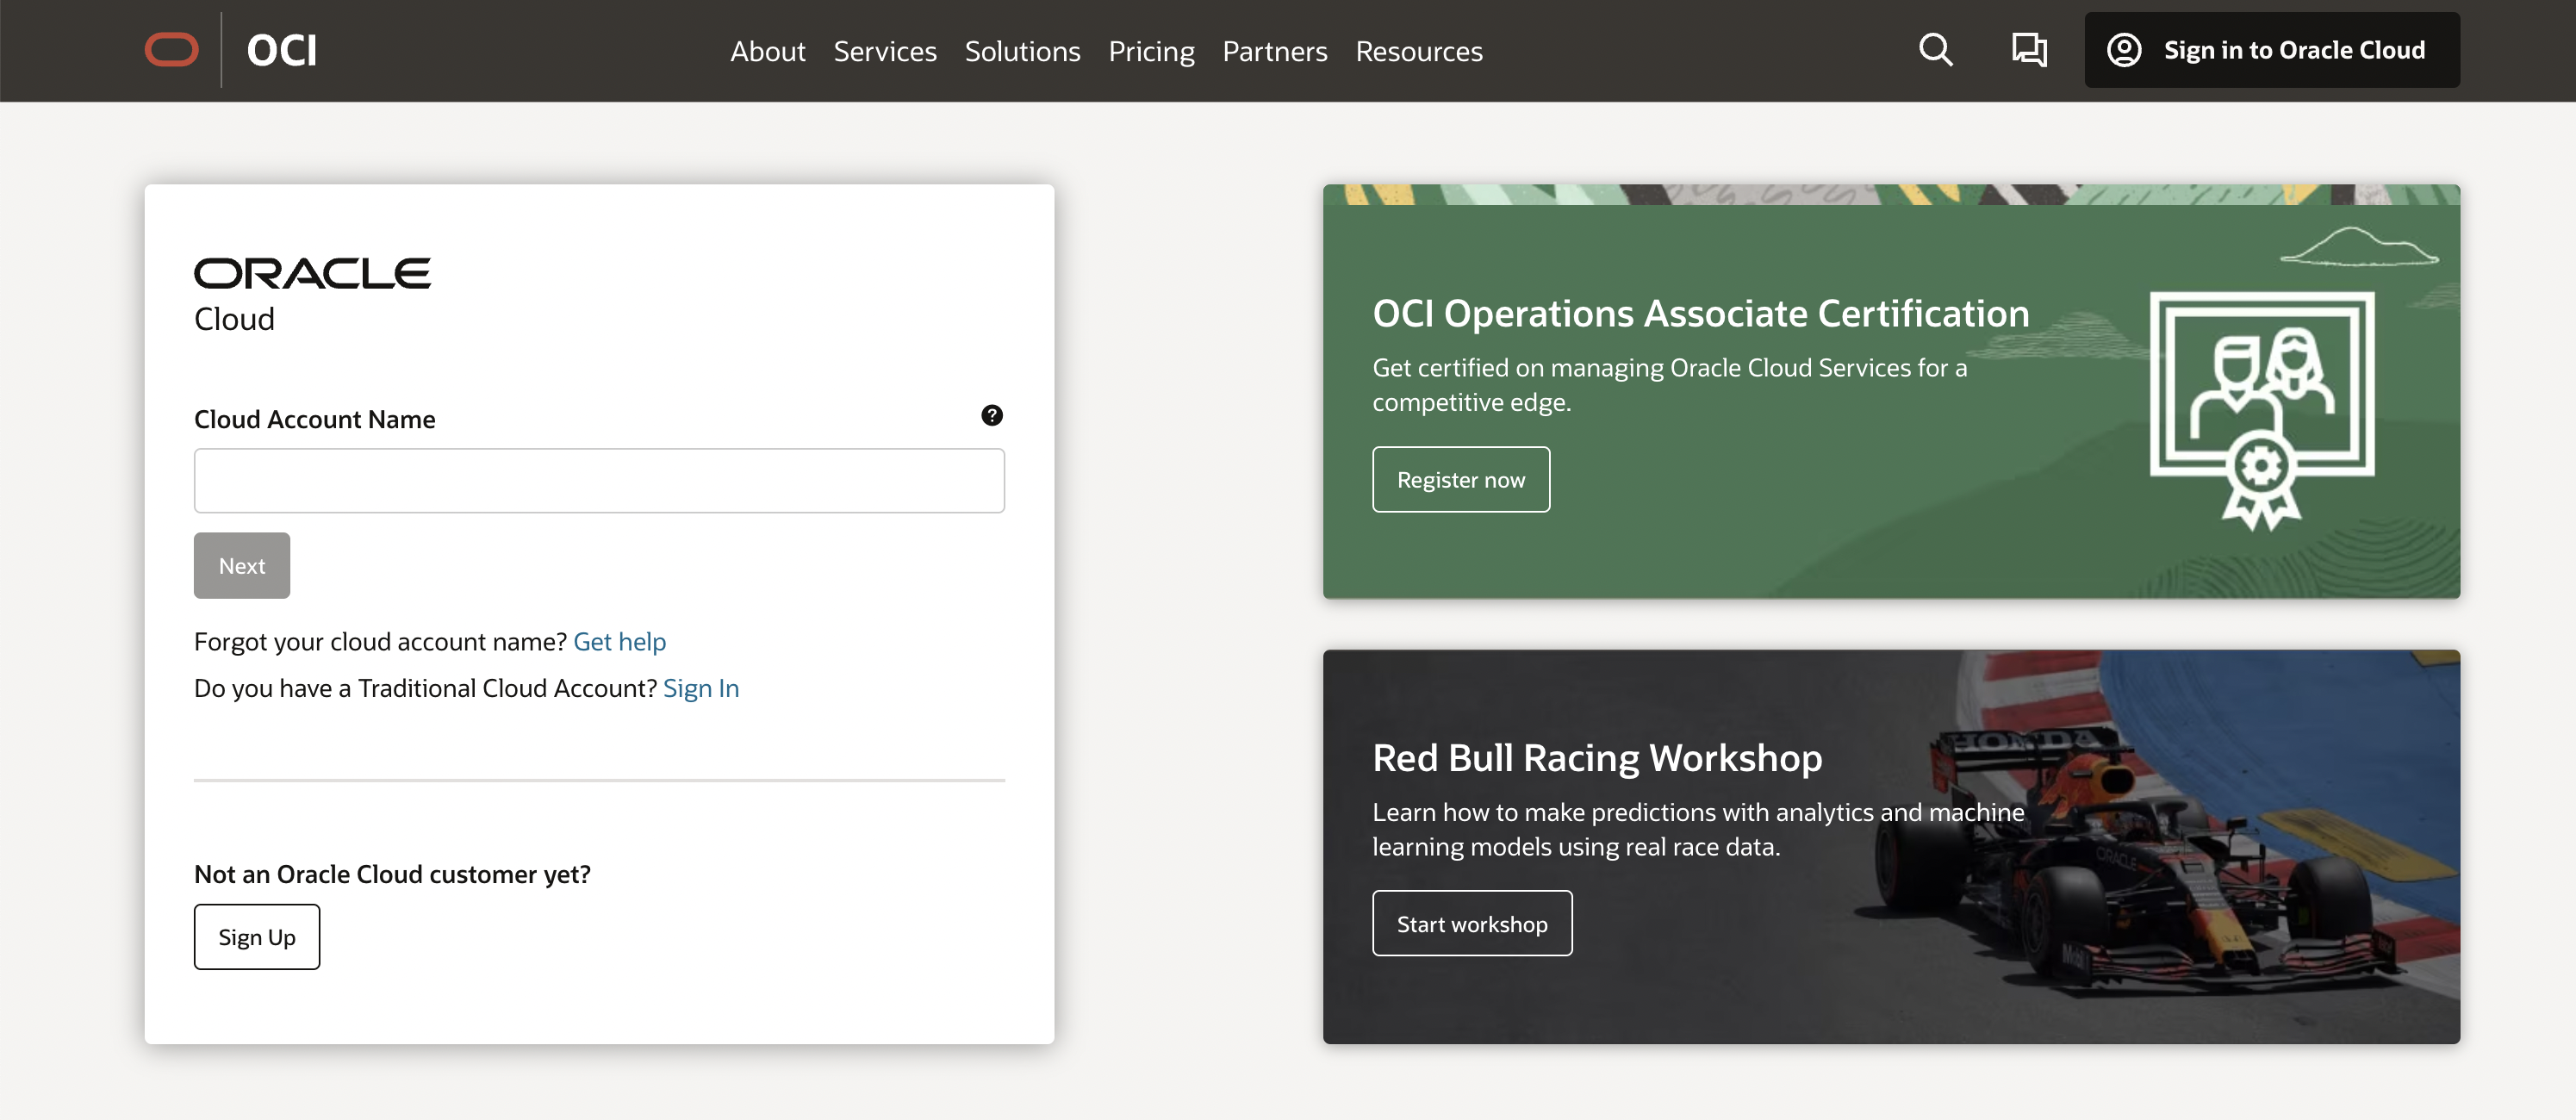 OCI
About Services Solutions Pricing Partners Resources
Sign in to Oracle Cloud
ORACLE
Cloud
Cloud Account Name
?
Next
Forgot your cloud account name? Get help
Do you have a Traditional Cloud Account? Sign In
Not an Oracle Cloud customer yet?
Sign Up
OCI Operations Associate Certification
Get certified on managing Oracle Cloud Services for a
competitive edge.
Register now
Red Bull Racing Workshop
Learn how to make predictions with analytics and machine
learning models using real race data.
Start workshop
HONDA
ORACLE
Mobil